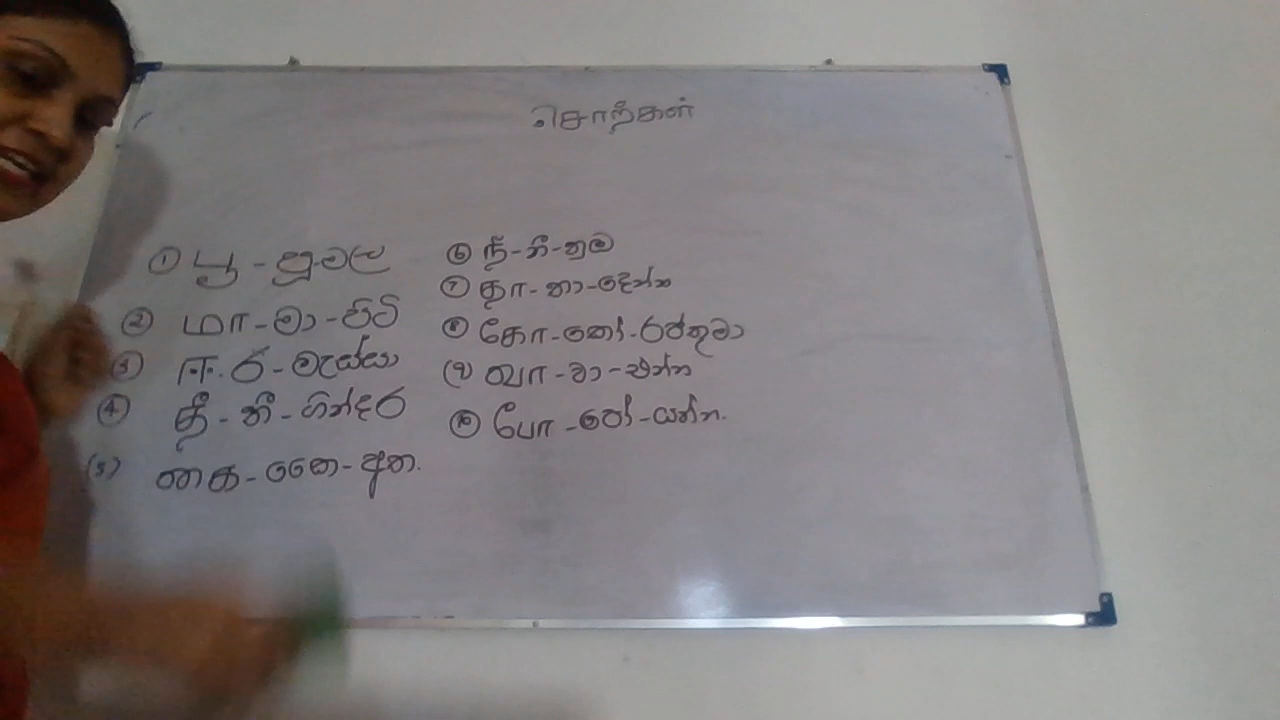 சொற்கள்
① பூ - පූ-මල
② மா - මා - පිටි
③ ஈ - ඊ - මැස්සා
④ தீ - තී - ගින්දර
(5) கை - කෛ - අත.
⑥ நீ - නී - නුඹ
⑦ தா - තා - දෙන්න
⑧ கோ - කෝ - රජතුමා
(9) வா - වා - එන්න
⑩ போ - පෝ - යන්න.